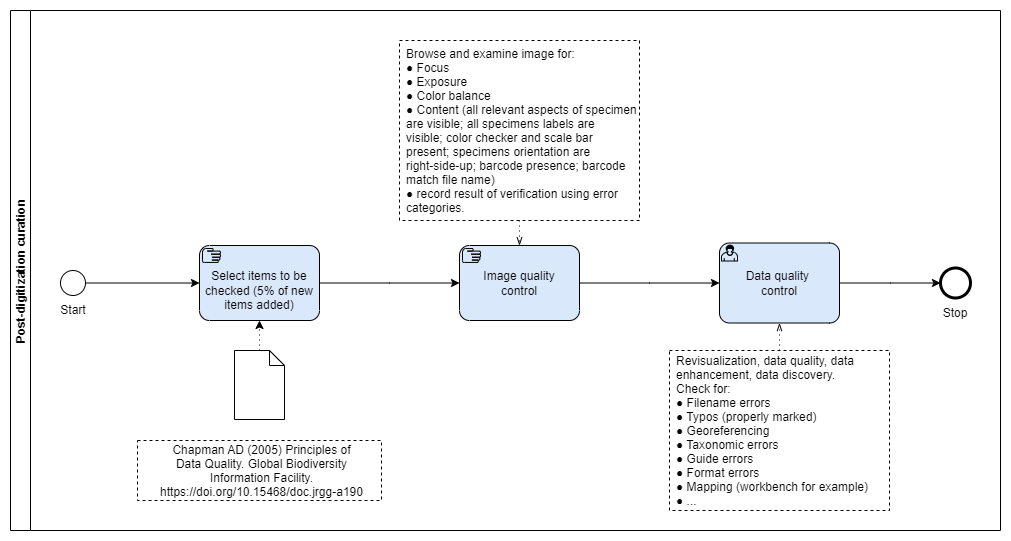 Post-digitization curation
Browse and examine image for:
● Focus
● Exposure
● Color balance
● Content (all relevant aspects of specimen
are visible; all specimens labels are
visible; color checker and scale bar
present; specimens orientation are
right-side-up; barcode presence; barcode
match file name)
● record result of verification using error
categories.
Start
Select items to be
checked (5% of new
items added)
Image quality
control
Data quality
control
Stop
Chapman AD (2005) Principles of
Data Quality. Global Biodiversity
Information Facility.
https://doi.org/10.15468/doc.jrgg-a190
Revisualization, data quality, data
enhancement, data discovery.
Check for:
● Filename errors
● Typos (properly marked)
● Georeferencing
● Taxonomic errors
● Guide errors
● Format errors
● Mapping (workbench for example)
● ...